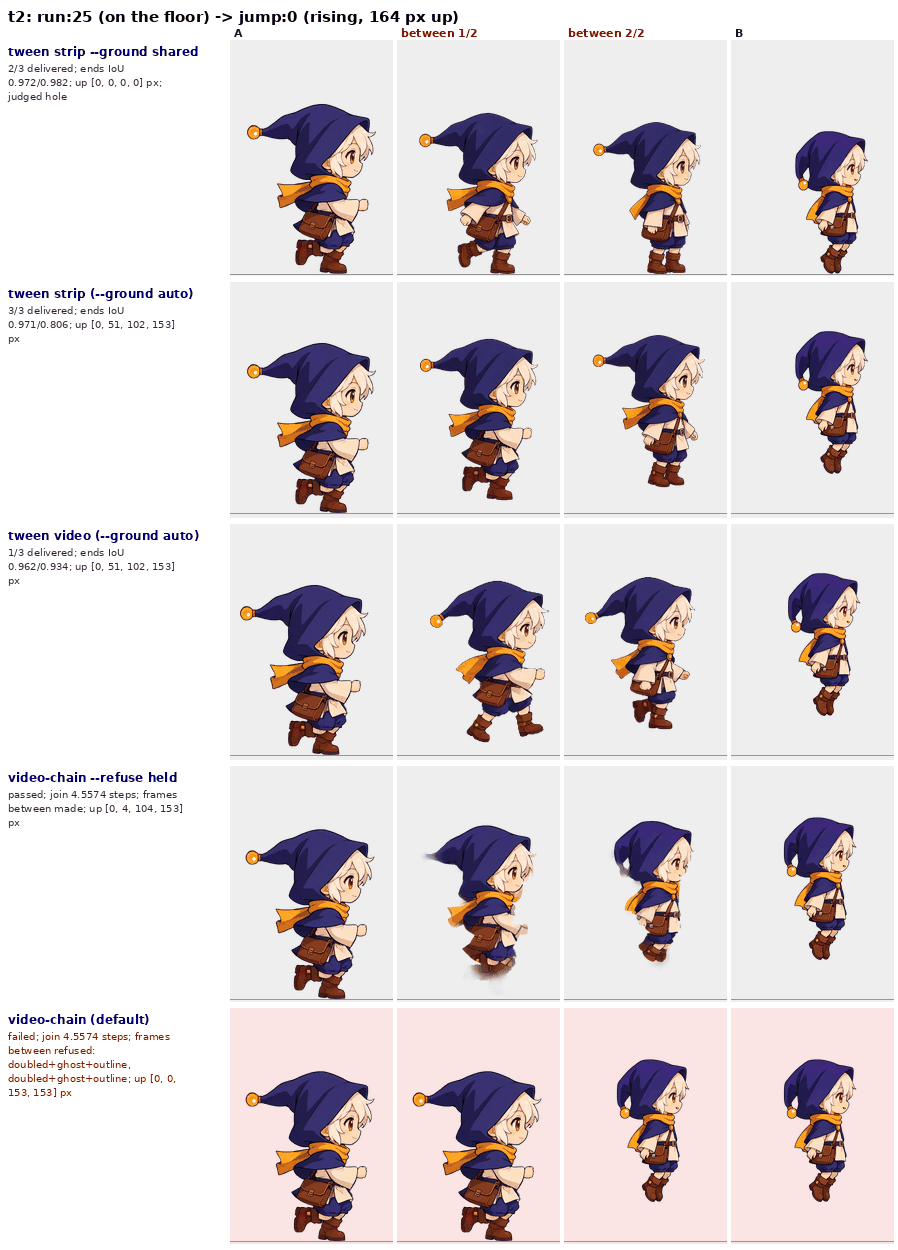 t2: run:25 (on the floor) -> jump:0 (rising, 164 px up)
A
between 1/2
between 2/2
B
tween strip --ground shared
2/3 delivered; ends IoU
0.972/0.982; up [0, 0, 0, 0] px;
judged hole
tween strip (--ground auto)
3/3 delivered; ends IoU
0.971/0.806; up [0, 51, 102, 153]
px
tween video (--ground auto)
1/3 delivered; ends IoU
0.962/0.934; up [0, 51, 102, 153]
px
video-chain --refuse held
passed; join 4.5574 steps; frames
between made; up [0, 4, 104, 153]
px
video-chain (default)
failed; join 4.5574 steps; frames
between refused:
doubled+ghost+outline,
doubled+ghost+outline; up [0, 0,
153, 153] px